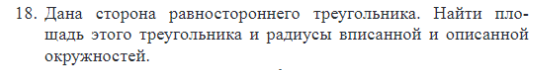 18. Дана сторона равностороннего треугольника. Найти пло-
щадь этого треугольника и радиусы вписанной и описанной
окружностей.